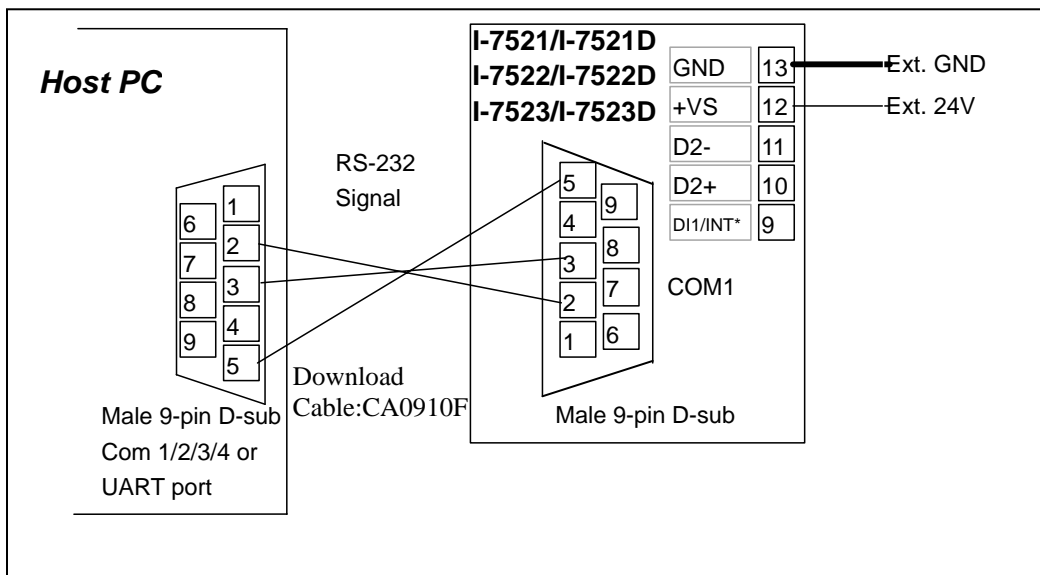 Host PC
6
7
8
9
1
2
3
4
5
Male 9-pin D-sub
Com 1/2/3/4 or
UART port
RS-232
Signal
Download
Cable:CA0910F
I-7521/I-7521D
I-7522/I-7522D
I-7523/I-7523D
5
4
3
2
1
9
8
7
6
COM1
Male 9-pin D-sub
GND 13 Ext. GND
+VS 12 Ext. 24V
D2- 11
D2+ 10
DI1/INT* 9